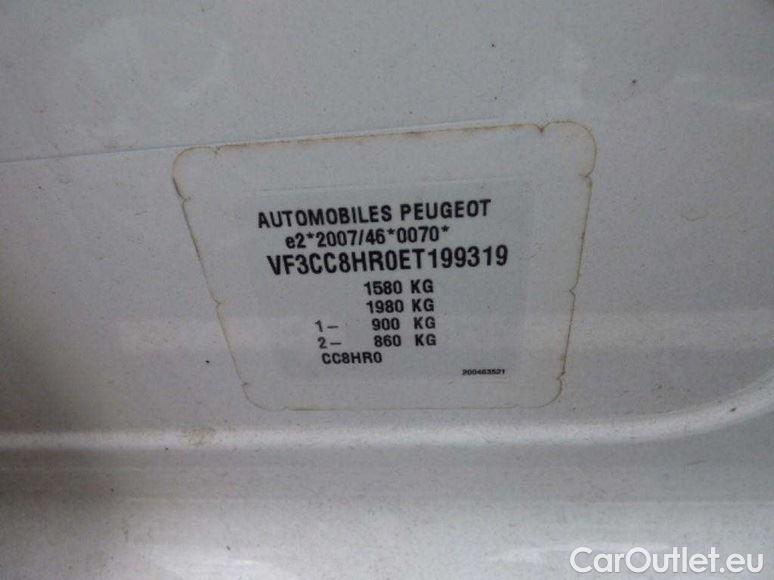 AUTOMOBILES PEUGEOT
e2*2007/46*0070*
VF3CC8HR0ET199319
1580 KG
1980 KG
1- 900 KG
2- 860 KG
CC8HR0
200463521
CarOutlet.eu